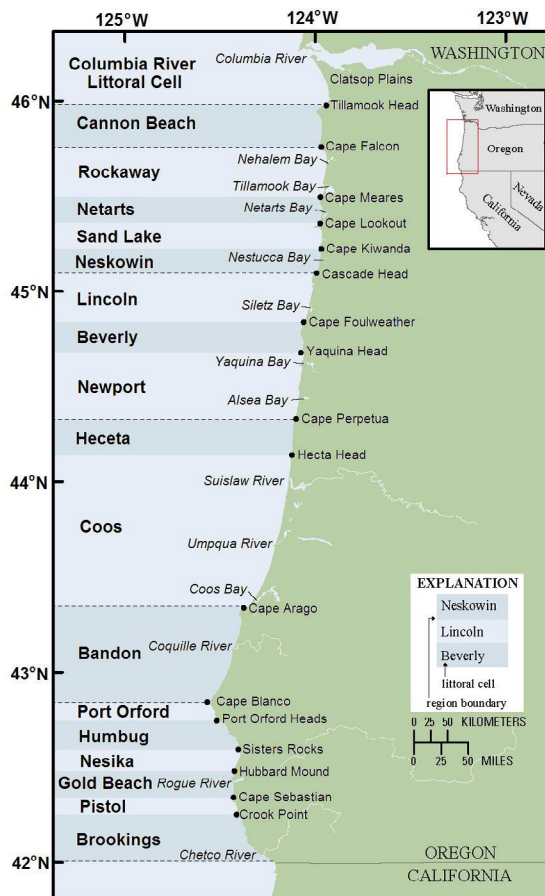 125°W
124°W
123°W
Columbia River
WASHINGTON
Columbia River
Littoral Cell
Clatsop Plains
46°N
Tillamook Head
Cannon Beach
Cape Falcon
Nehalem Bay
Rockaway
Tillamook Bay
Cape Meares
Netarts
Netarts Bay
Cape Lookout
Sand Lake
Cape Kiwanda
Neskowin
Nestucca Bay
Cascade Head
45°N
Lincoln
Siletz Bay
Cape Foulweather
Beverly
Yaquina Head
Yaquina Bay
Newport
Alsea Bay
Cape Perpetua
Heceta
Hecta Head
44°N
Suislaw River
Coos
Umpqua River
Coos Bay
Cape Arago
Coquille River
Bandon
43°N
Cape Blanco
Port Orford
Port Orford Heads
Humbug
Sisters Rocks
Nesika
Hubbard Mound
Gold Beach
Rogue River
Cape Sebastian
Pistol
Crook Point
Brookings
Chetco River
42°N
OREGON
CALIFORNIA
Washington
Oregon
Nevada
California
EXPLANATION
Neskowin
Lincoln
Beverly
littoral cell
region boundary
0 25 50 KILOMETERS
0 25 50 MILES